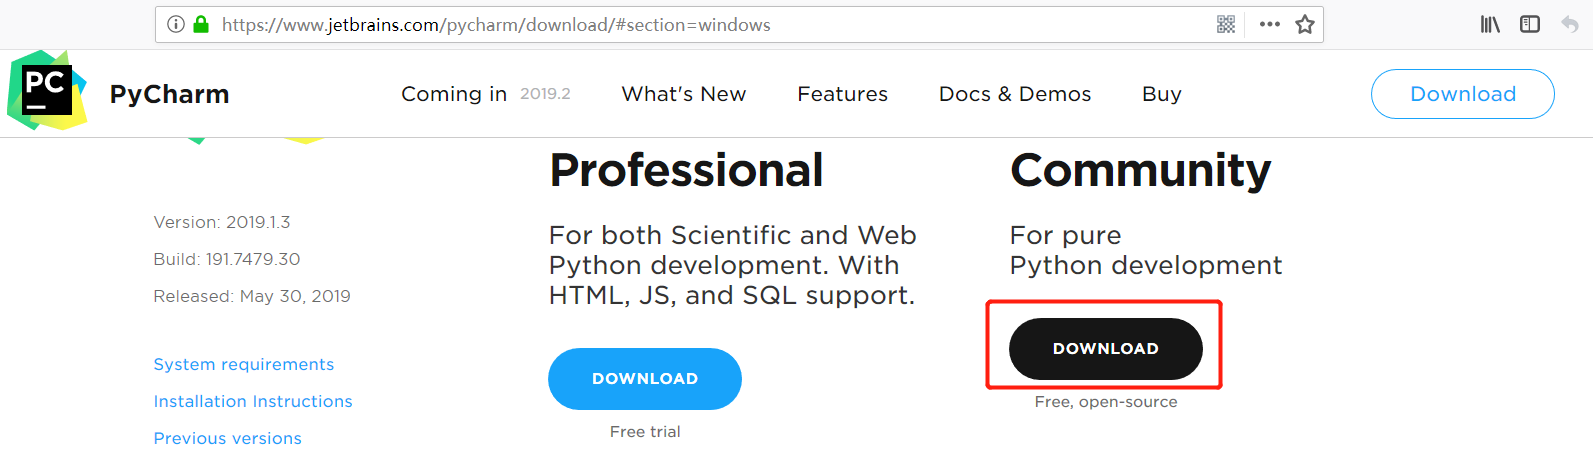 https://www.jetbrains.com/pycharm/download/#section=windows
PC
PyCharm
Coming in 2019.2
What's New
Features
Docs & Demos
Buy
Download
Version: 2019.1.3
Build: 191.7479.30
Released: May 30, 2019
System requirements
Installation Instructions
Previous versions
Professional
For both Scientific and Web
Python development. With
HTML, JS, and SQL support.
DOWNLOAD
Free trial
Community
For pure
Python development
DOWNLOAD
Free, open-source